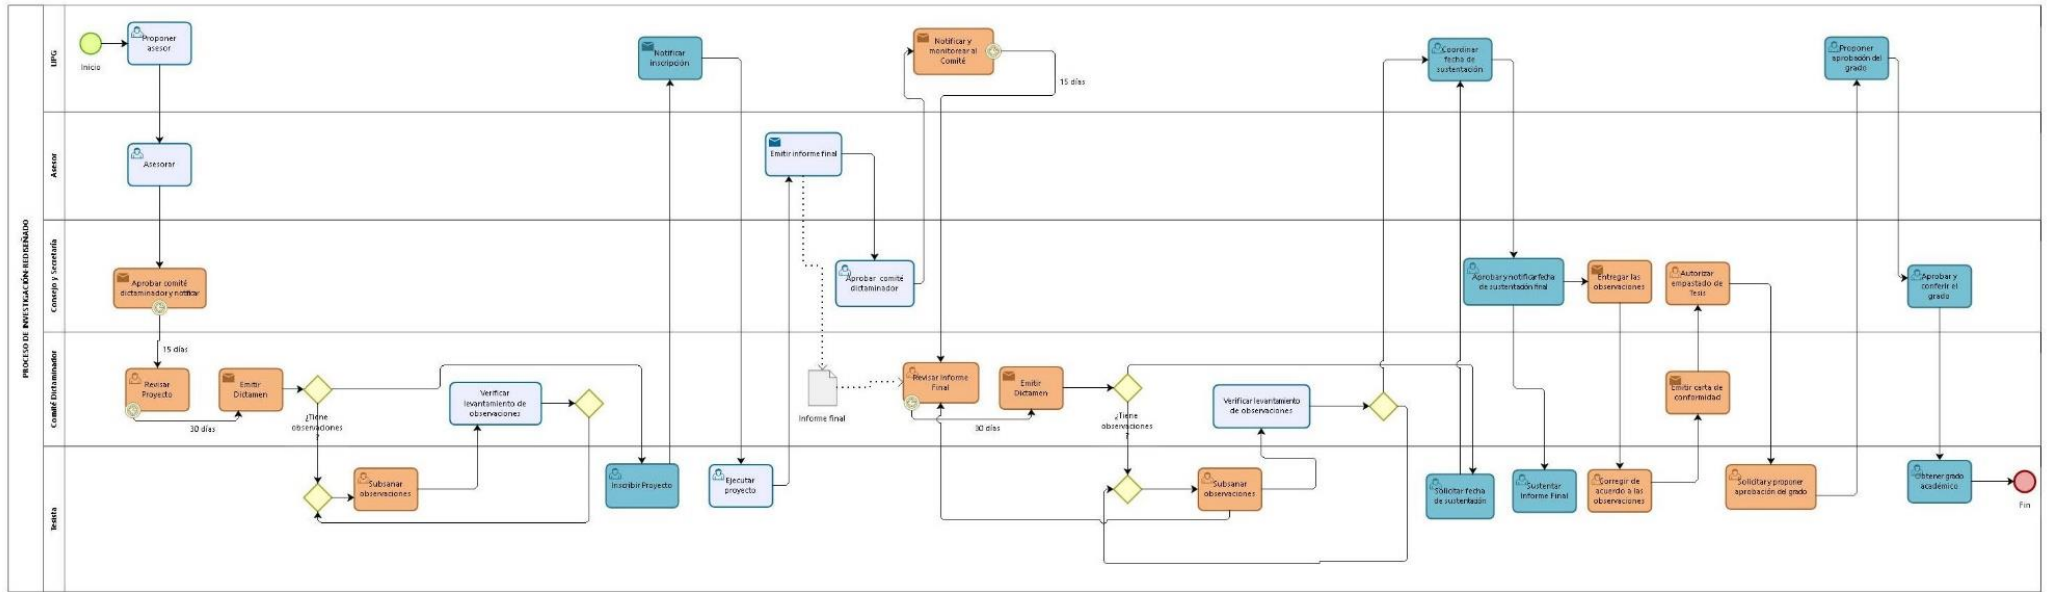 PROCESO DE INVESTIGACIÓN-REDISEÑADO
UPG
Inicio
Proponer
asesor
Notificar
inscripción
Notificar y
monitorear al
Comité
15 días
Coordinar
fecha de
sustentación
Proponer
aprobación del
grado
Asesor
Asesorar
Emitir informe final
Consejo y Secretaría
Aprobar comité
dictaminador y notificar
15 días
Aprobar comité
dictaminador
Aprobar y notificar fecha
de sustentación final
Entregar las
observaciones
Autorizar
empastado de
Tesis
Aprobar y
conferir el
grado
Comité Dictaminador
Revisar
Proyecto
30 días
Emitir
Dictamen
¿Tiene
observaciones
?
Verificar
levantamiento de
observaciones
Informe final
Revisar Informe
Final
30 días
Emitir
Dictamen
¿Tiene
observaciones
?
Verificar levantamiento
de observaciones
Emitir carta de
conformidad
Tesista
Subsanar
observaciones
Inscribir Proyecto
Ejecutar
proyecto
Subsanar
observaciones
Solicitar fecha
de sustentación
Sustentar
Informe Final
Corregir de
acuerdo a las
observaciones
Solicitar y proponer
aprobación del grado
Obtener grado
académico
Fin